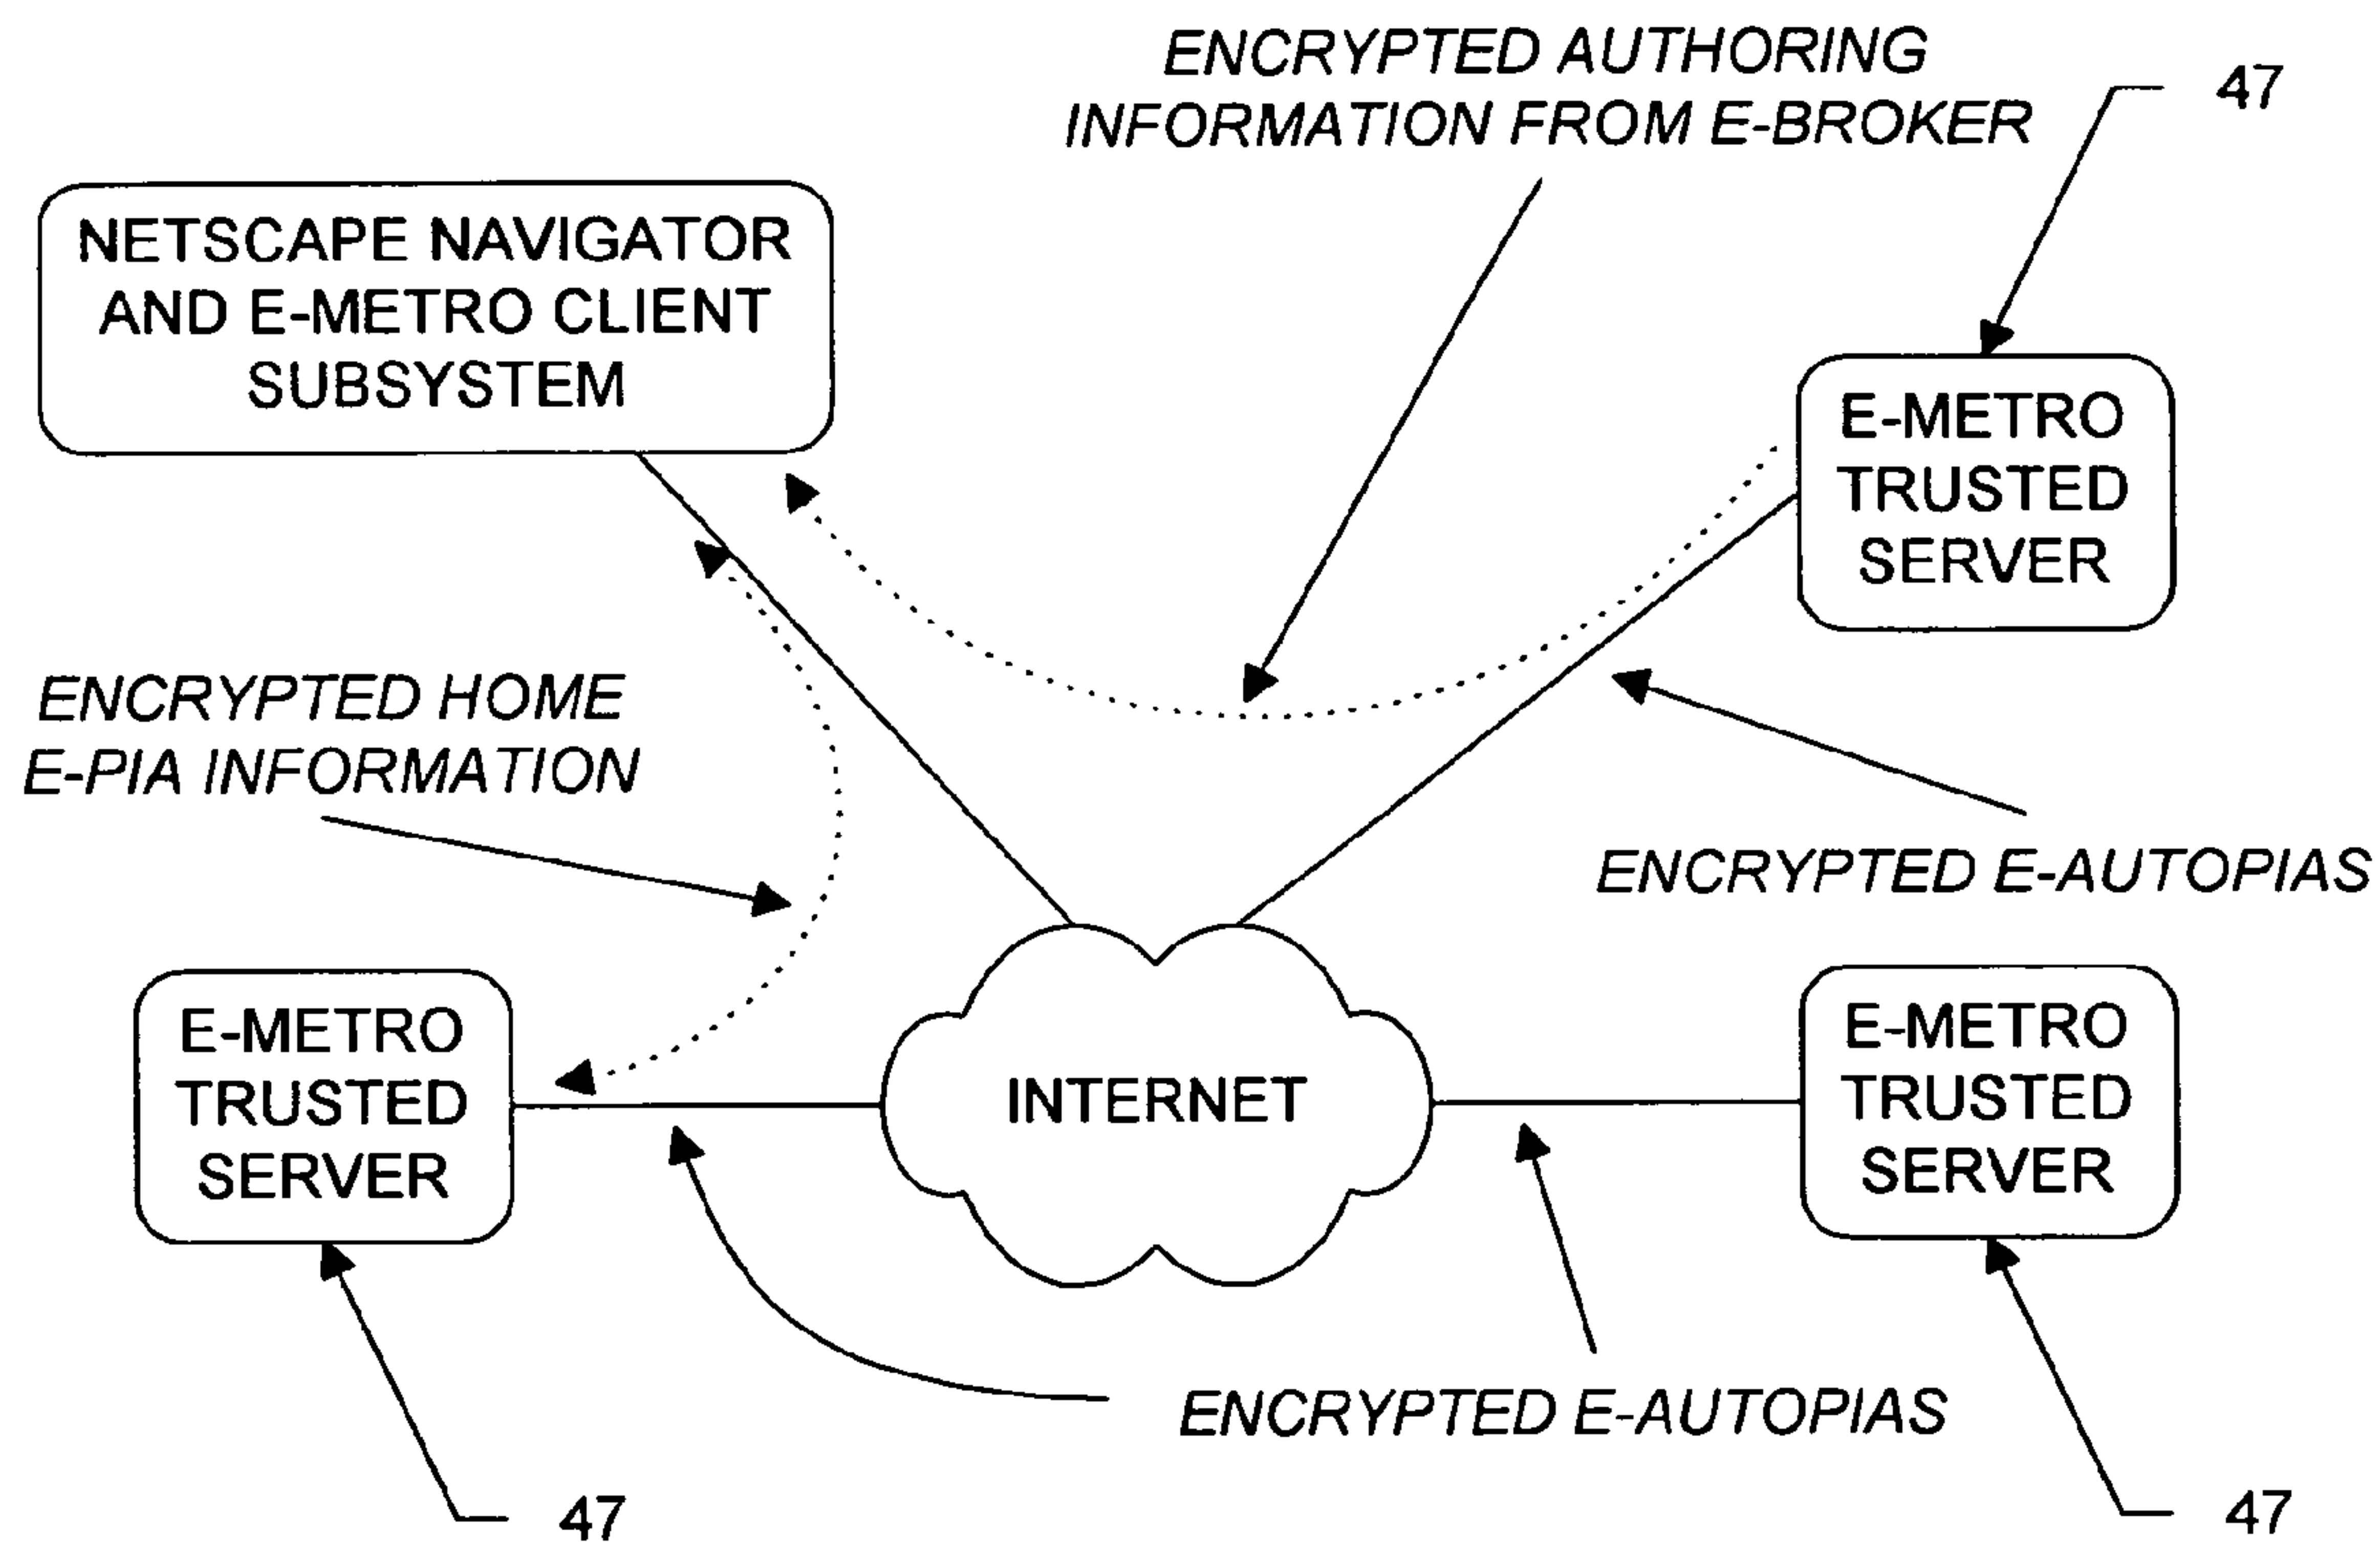 ENCRYPTED AUTHORING
INFORMATION FROM E-BROKER
47
NETSCAPE NAVIGATOR
AND E-METRO CLIENT
SUBSYSTEM
E-METRO
TRUSTED
SERVER
ENCRYPTED HOME
E-PIA INFORMATION
ENCRYPTED E-AUTOPIAS
E-METRO
TRUSTED
SERVER
INTERNET
E-METRO
TRUSTED
SERVER
ENCRYPTED E-AUTOPIAS
47
47